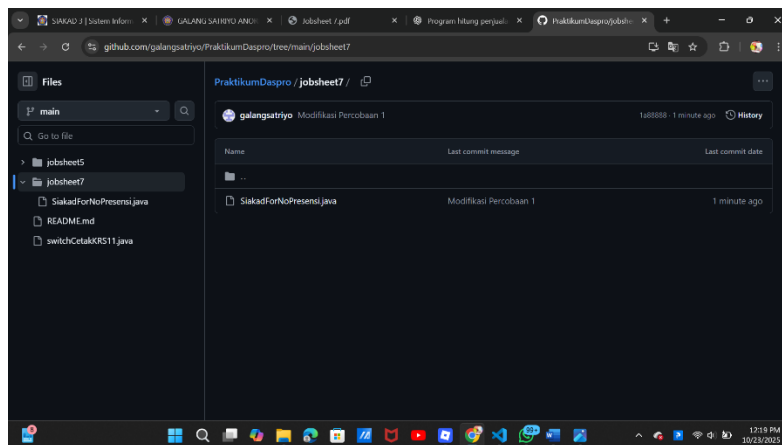 SIAKAD 3 | Sistem Inform
GALANG SATRIYO ANOR
Jobsheet 7.pdf
Program hitung penjuala
PraktikumDaspro/jobshe
github.com/galangsatriyo/PraktikumDaspro/tree/main/jobsheet7
Files
PraktikumDaspro / jobsheet7 /
main
galangsatriyo Modifikasi Percobaan 1
1 minute ago
History
Go to file
Name
Last commit message
Last commit date
jobsheet5
..
jobsheet7
SiakadForNoPresensi.java
SiakadForNoPresensi.java
Modifikasi Percobaan 1
1 minute ago
README.md
switchCetakKRS11.java
99+
12:19 PM
10/23/2025